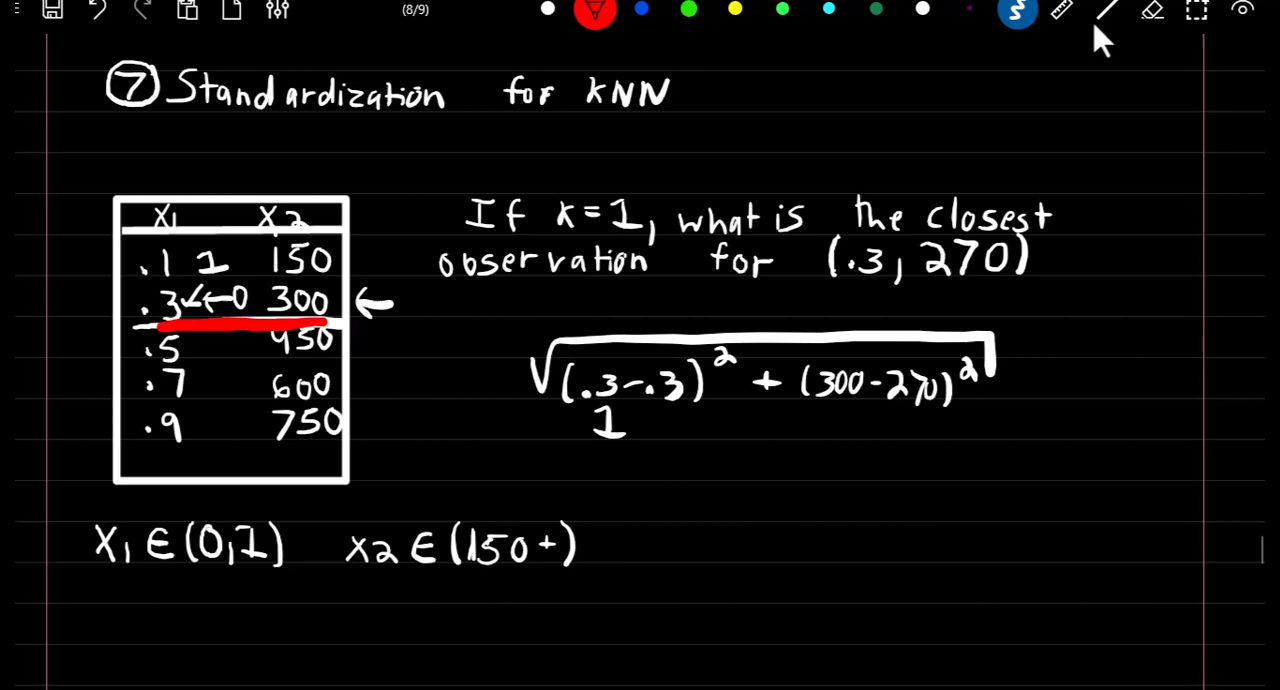 (8/9)
7 Standardization for kNN
x1 x2
.1 1 150
.3 ←0 300 ←
.5 450
.7 600
.9 750
If k=1, what is the closest
observation for (.3, 270)
√(.3-.3)² + (300-270)²
1
x1 ∈ (0,1) x2 ∈ (150+)